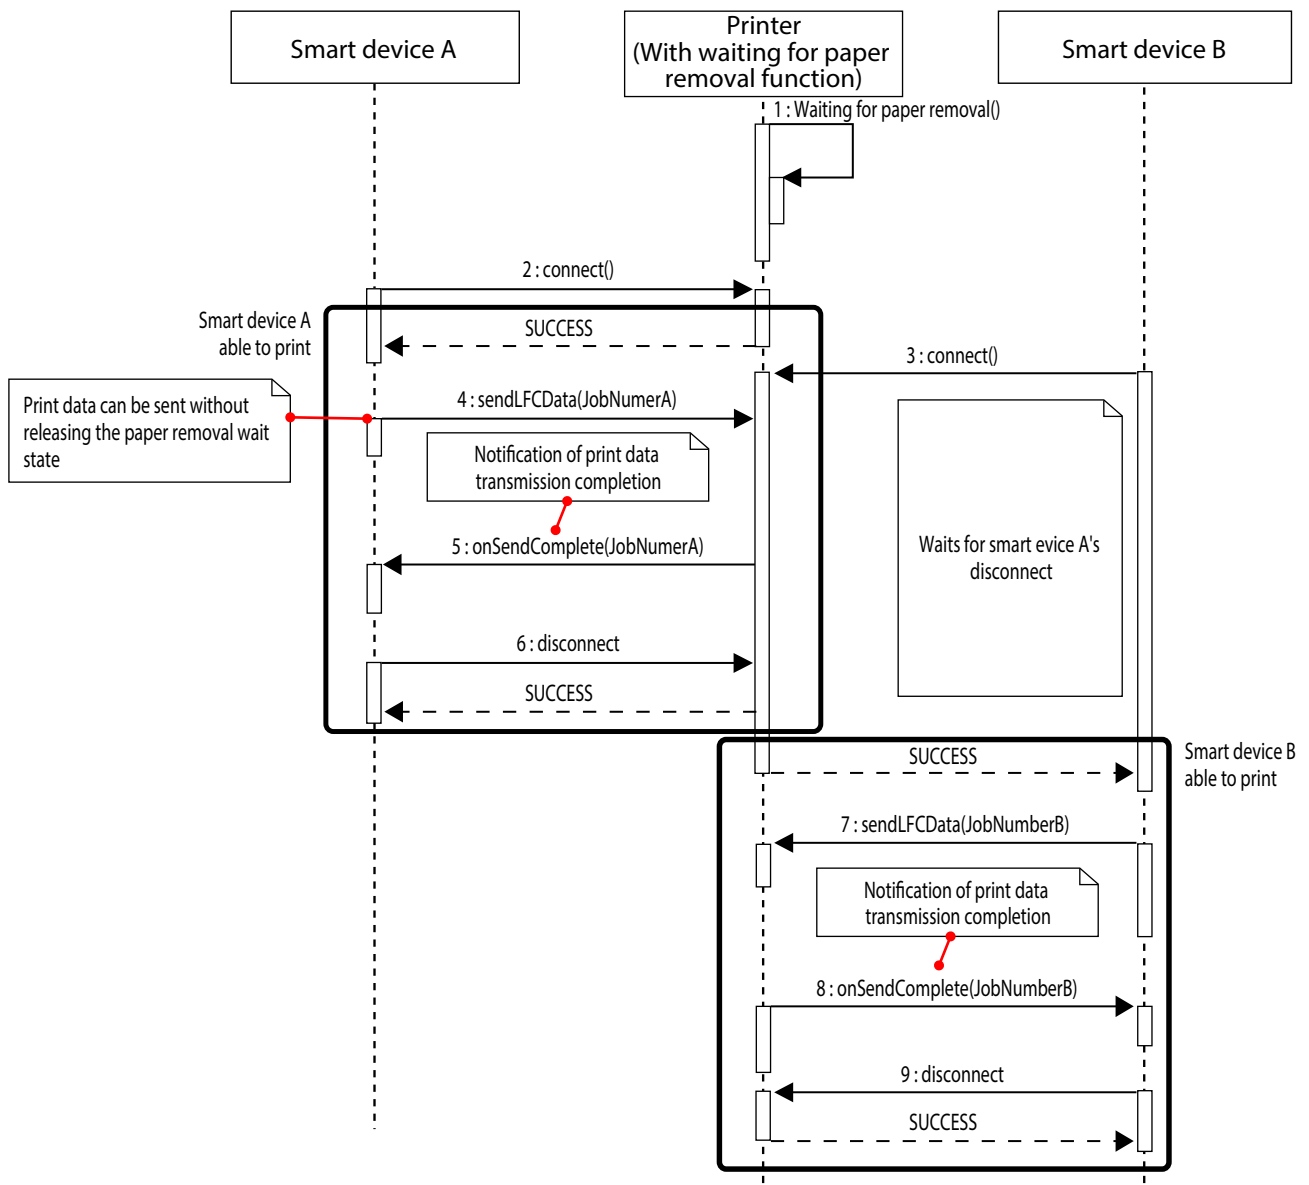 Smart device A
Printer
(With waiting for paper
removal function)
Smart device B
1 : Waiting for paper removal()
2 : connect()
Smart device A
able to print
SUCCESS
3 : connect()
Print data can be sent without
releasing the paper removal wait
state
4 : sendLFCData(JobNumerA)
Notification of print data
transmission completion
5 : onSendComplete(JobNumerA)
Waits for smart evice A's
disconnect
6 : disconnect
SUCCESS
SUCCESS
Smart device B
able to print
7 : sendLFCData(JobNumberB)
Notification of print data
transmission completion
8 : onSendComplete(JobNumberB)
9 : disconnect
SUCCESS